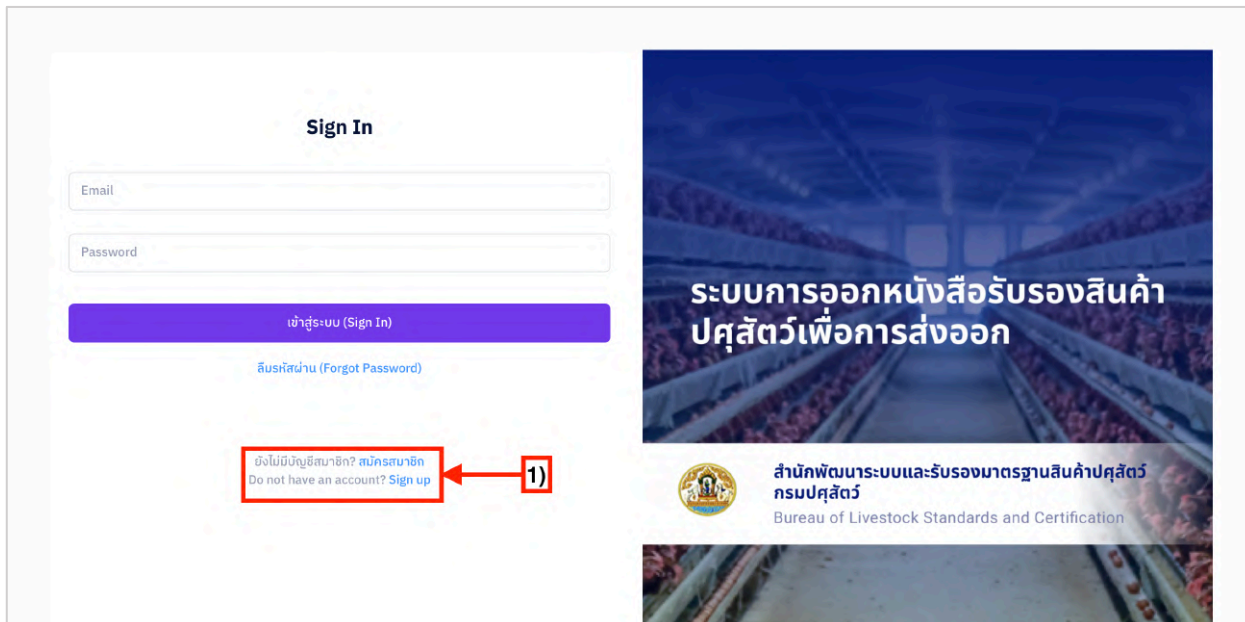 Sign In
Email
Password
เข้าสู่ระบบ (Sign In)
ลืมรหัสผ่าน (Forgot Password)
ยังไม่มีบัญชีสมาชิก? สมัครสมาชิก
Do not have an account? Sign up
1)
ระบบการออกหนังสือรับรองสินค้า
ปศุสัตว์เพื่อการส่งออก
สำนักพัฒนาระบบและรับรองมาตรฐานสินค้าปศุสัตว์
กรมปศุสัตว์
Bureau of Livestock Standards and Certification